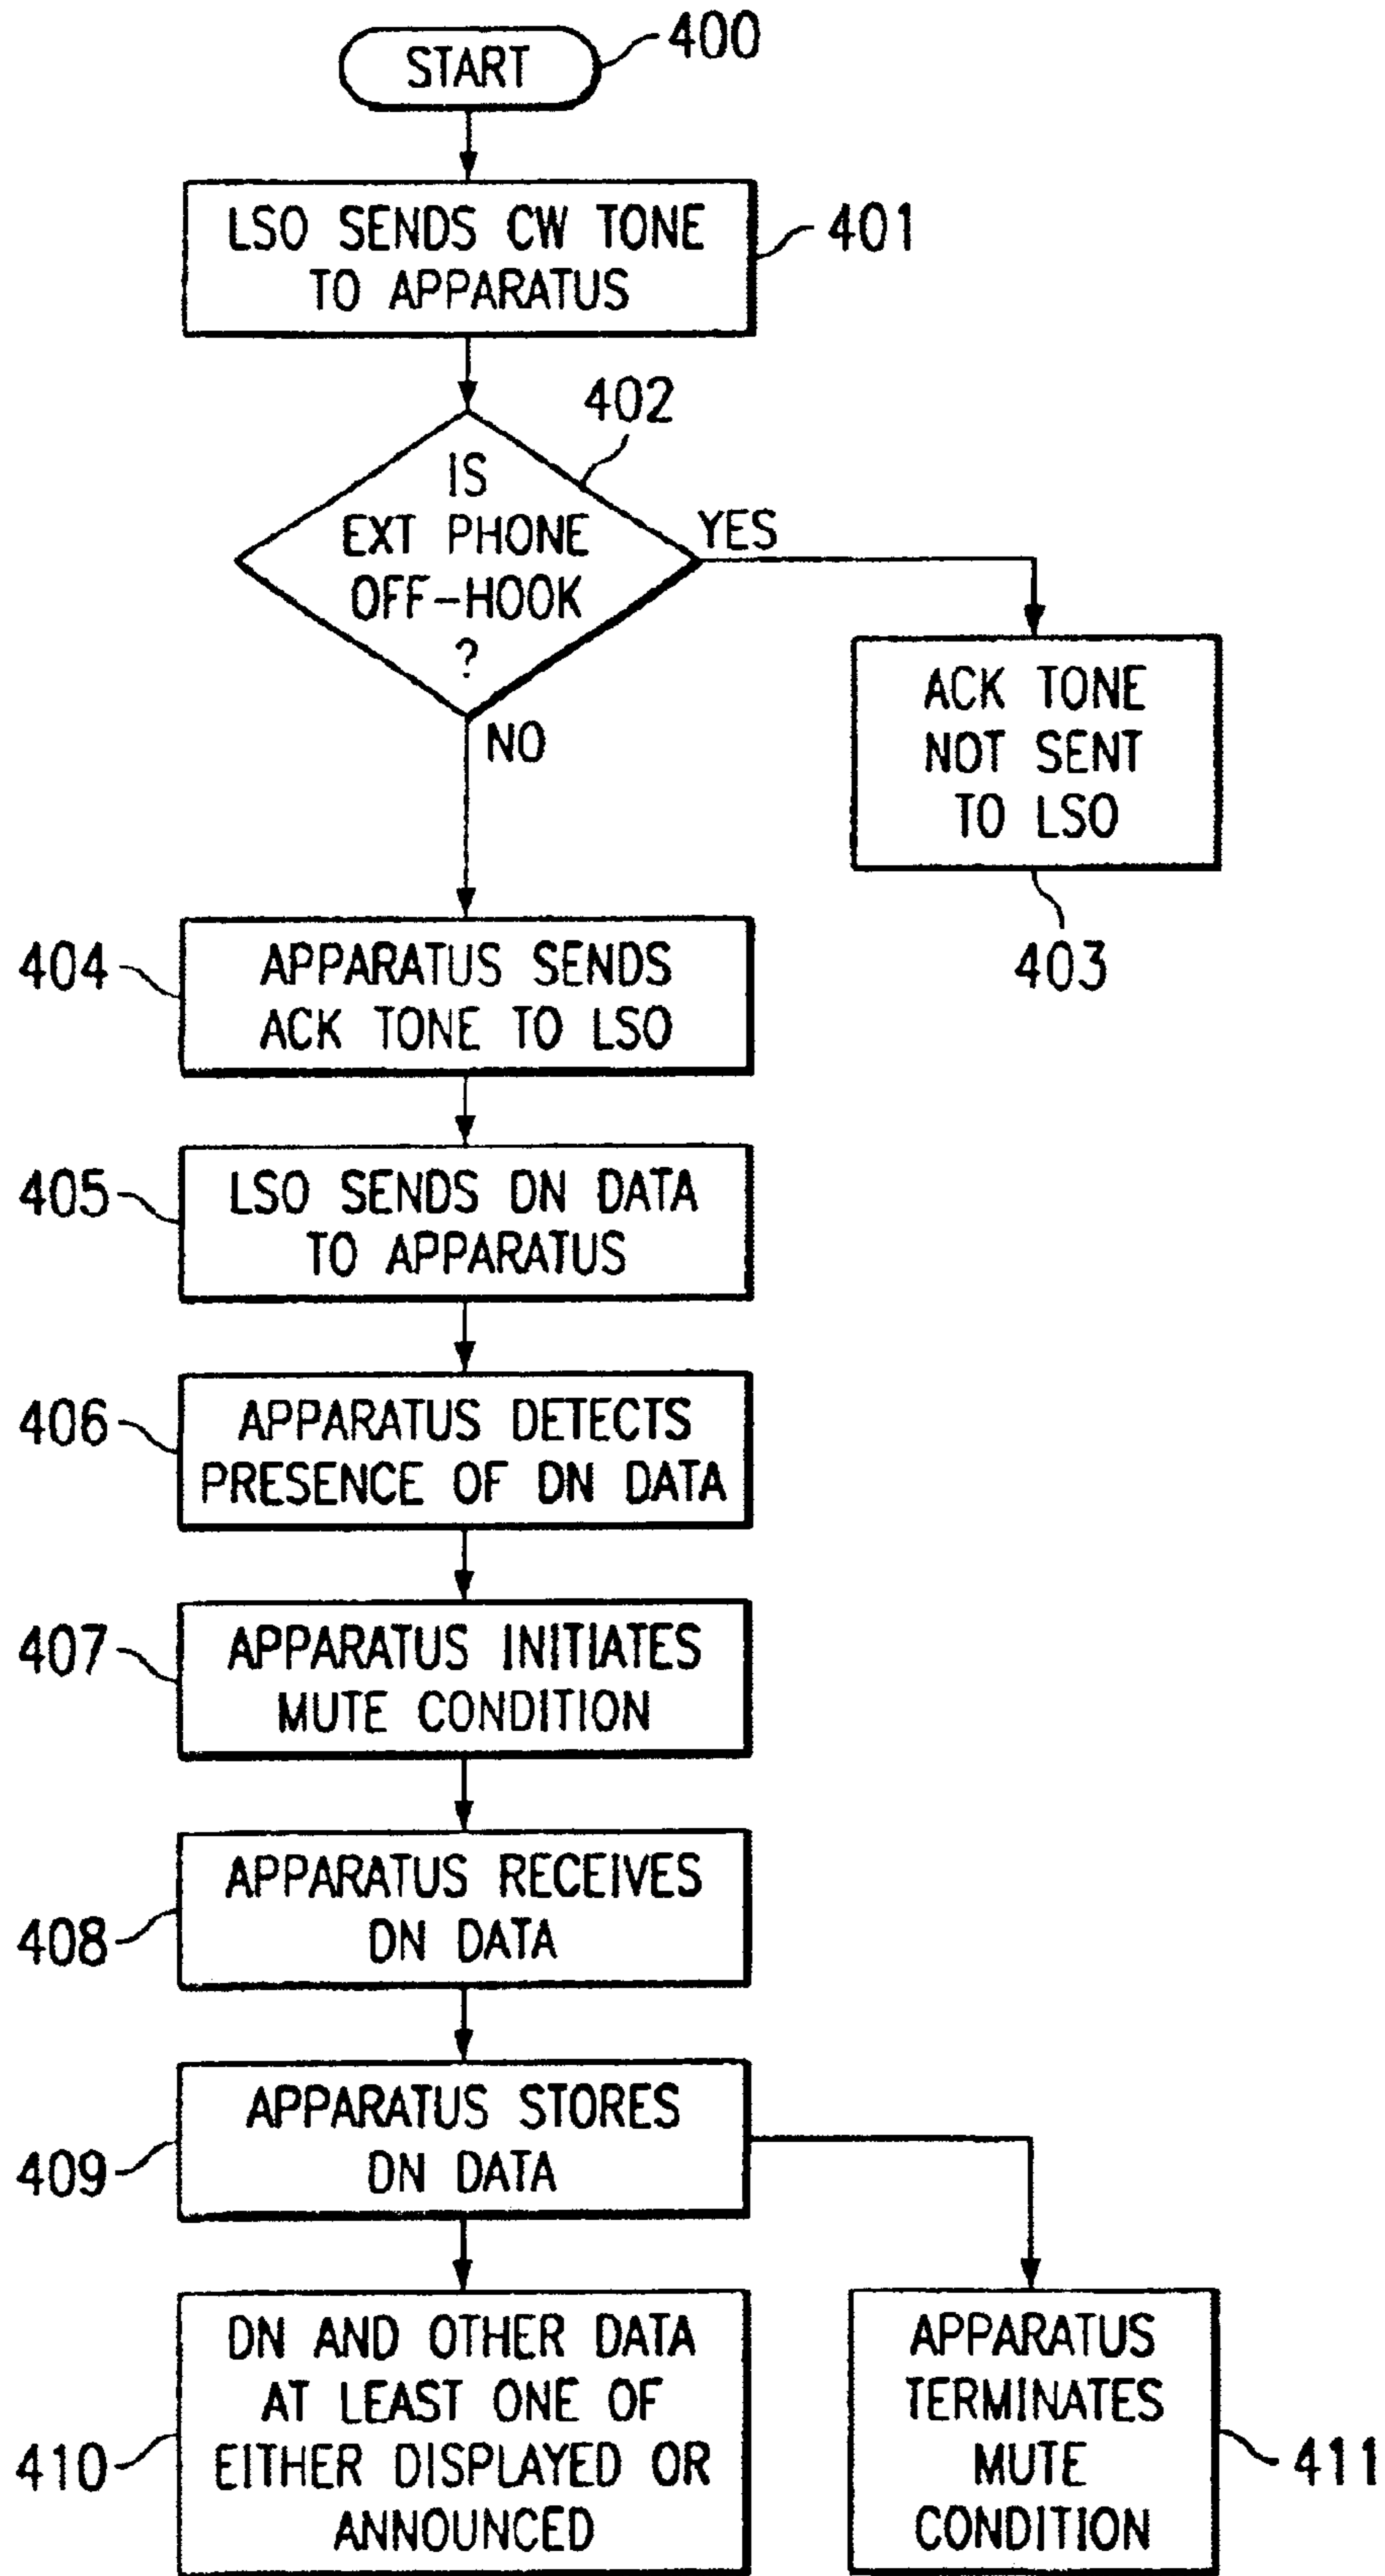 START
400
LSO SENDS CW TONE
TO APPARATUS
401
402
IS
EXT PHONE
OFF-HOOK
?
YES
NO
ACK TONE
NOT SENT
TO LSO
403
404
APPARATUS SENDS
ACK TONE TO LSO
405
LSO SENDS DN DATA
TO APPARATUS
406
APPARATUS DETECTS
PRESENCE OF DN DATA
407
APPARATUS INITIATES
MUTE CONDITION
408
APPARATUS RECEIVES
DN DATA
409
APPARATUS STORES
DN DATA
410
DN AND OTHER DATA
AT LEAST ONE OF
EITHER DISPLAYED OR
ANNOUNCED
APPARATUS
TERMINATES
MUTE
CONDITION
411